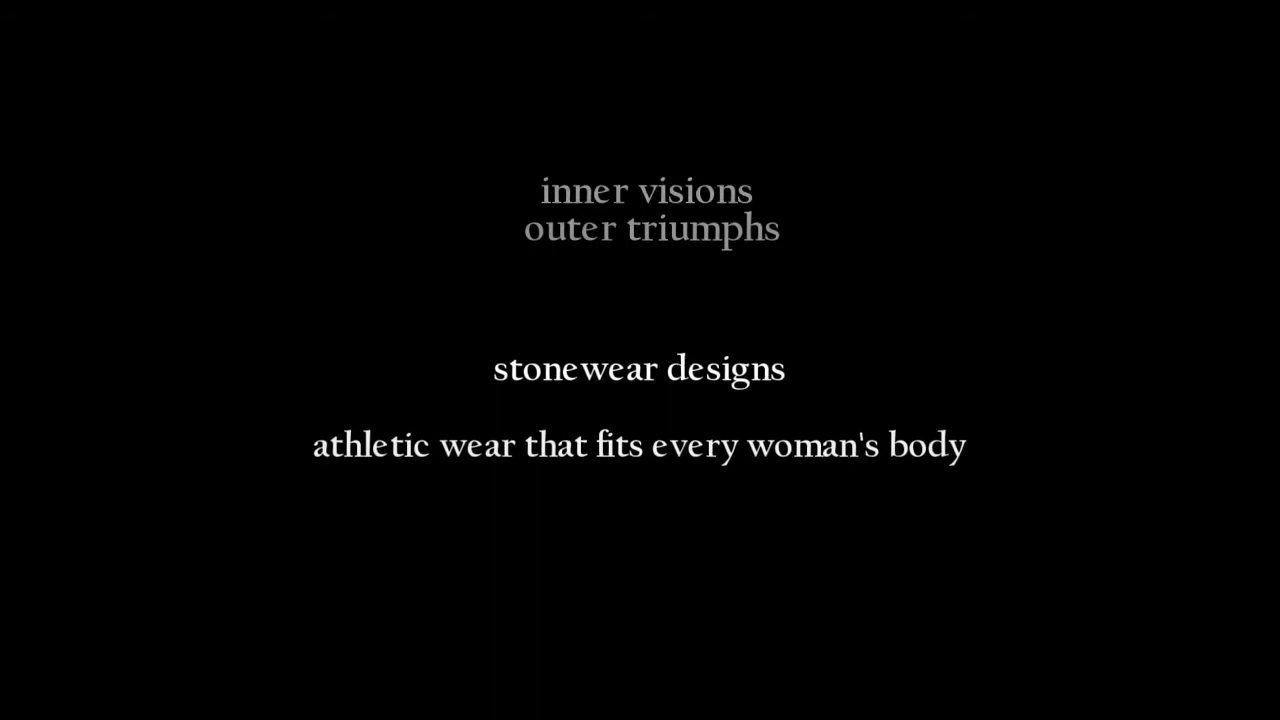 inner visions
outer triumphs
stonewear designs
athletic wear that fits every woman's body